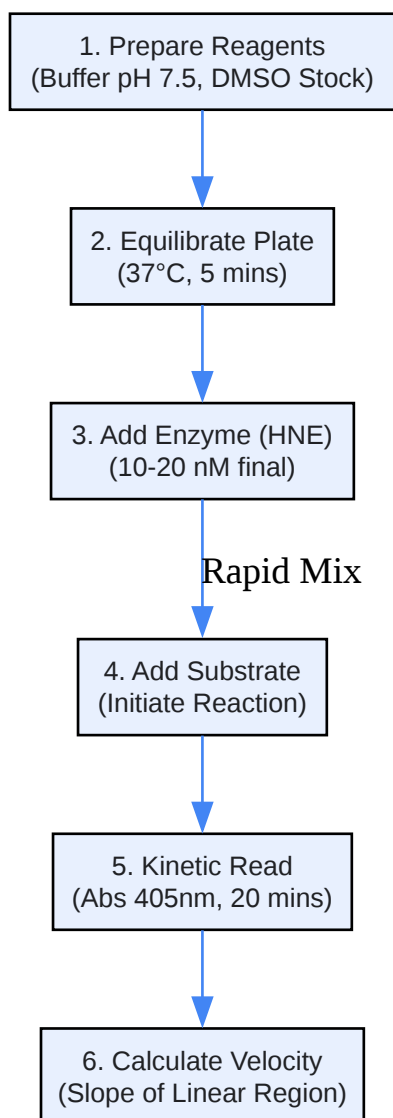 1. Prepare Reagents
(Buffer pH 7.5, DMSO Stock)
2. Equilibrate Plate
(37°C, 5 mins)
3. Add Enzyme (HNE)
(10-20 nM final)
Rapid Mix
4. Add Substrate
(Initiate Reaction)
5. Kinetic Read
(Abs 405nm, 20 mins)
6. Calculate Velocity
(Slope of Linear Region)